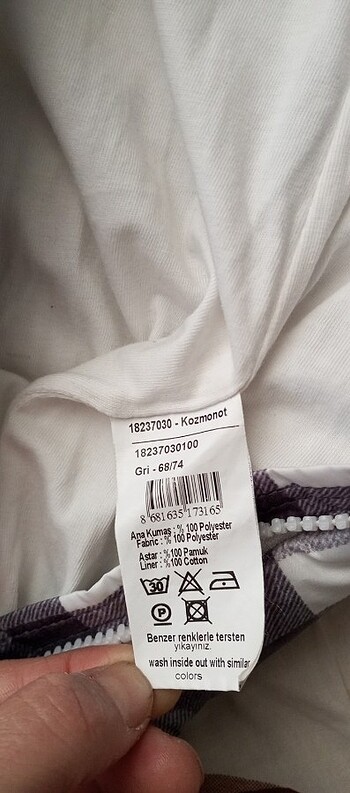 18237030 - Kozmonot
18237030100
Gri - 68/74
8 681635 173165
Ana Kumaş : % 100 Polyester
Fabric : % 100 Polyester
Astar : %100 Pamuk
Liner : %100 Cotton
30
P
Benzer renklerle tersten
yıkayınız.
wash inside out with similar
colors